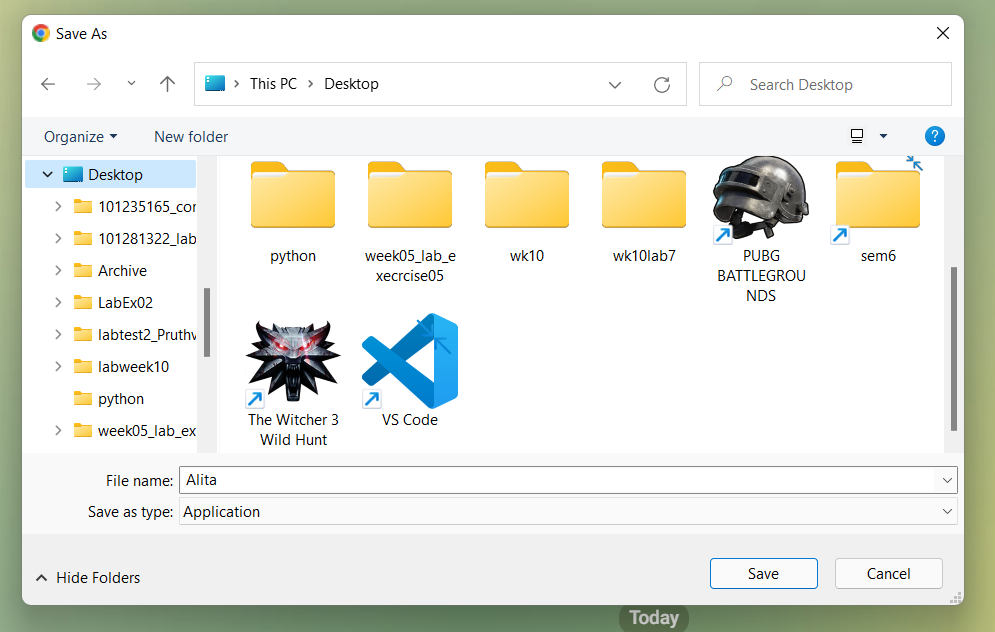 Save As
This PC
Desktop
Search Desktop
Organize
New folder
?
Desktop
101235165_cor
101281322_lab
Archive
LabEx02
labtest2_Pruthv
labweek10
python
week05_lab_ex
python
week05_lab_e
xecrcise05
wk10
wk10lab7
PUBG
BATTLEGROU
NDS
sem6
The Witcher 3
Wild Hunt
VS Code
File name:
Alita
Save as type:
Application
Hide Folders
Save
Cancel
Today